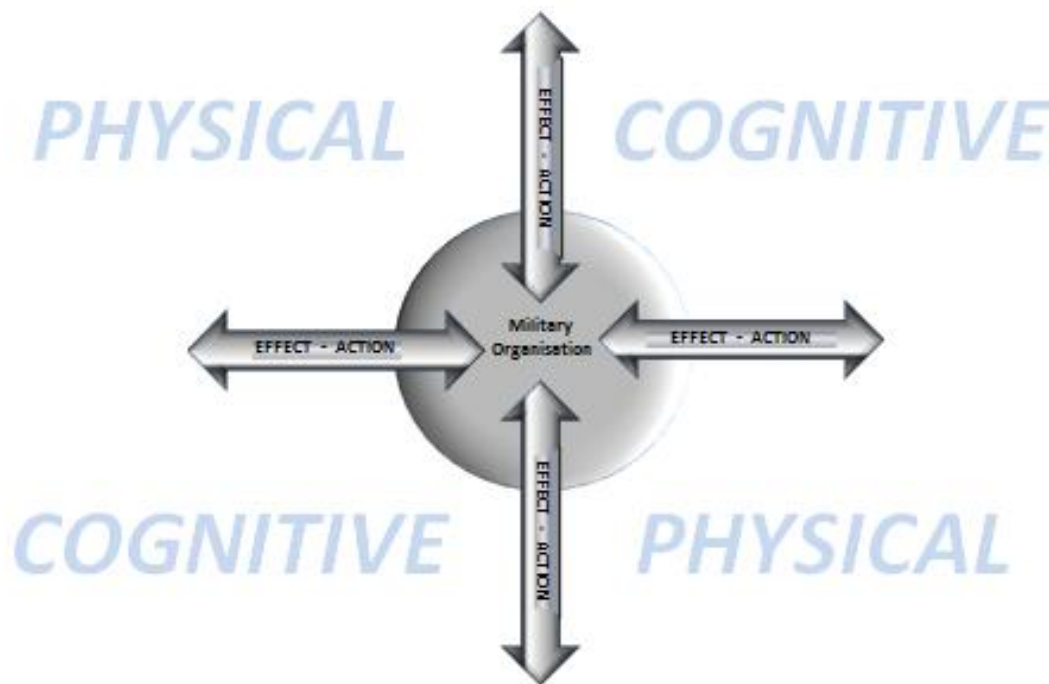 PHYSICAL
COGNITIVE
EFFECT - ACTION
Military
Organisation
EFFECT - ACTION
EFFECT - ACTION
EFFECT - ACTION
COGNITIVE
PHYSICAL